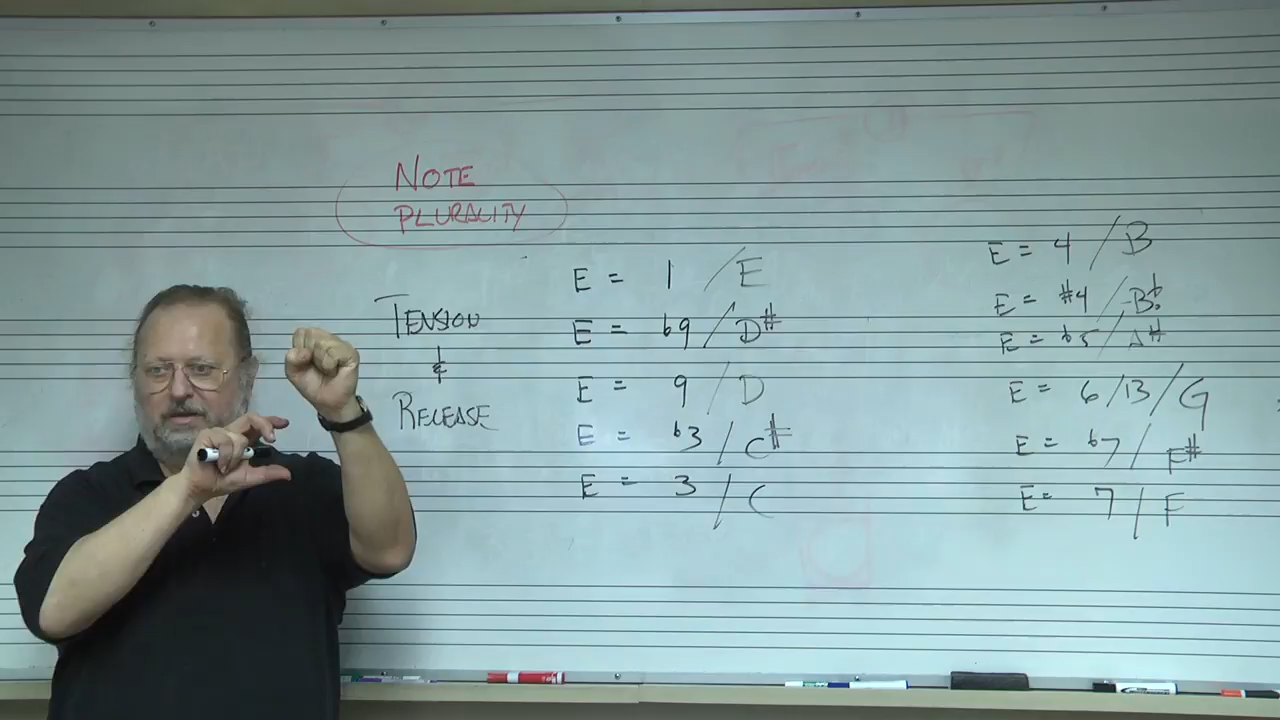 NOTE
PLURALITY
TENSION
&
RELEASE
E = 1 / E
E = b9 / D#
E = 9 / D
E = b3 / C#
E = 3 / C
E = 4 / B
E = #4 / Bb
E = b5 / A#
E = 6/13 / G
E = b7 / F#
E = 7 / F